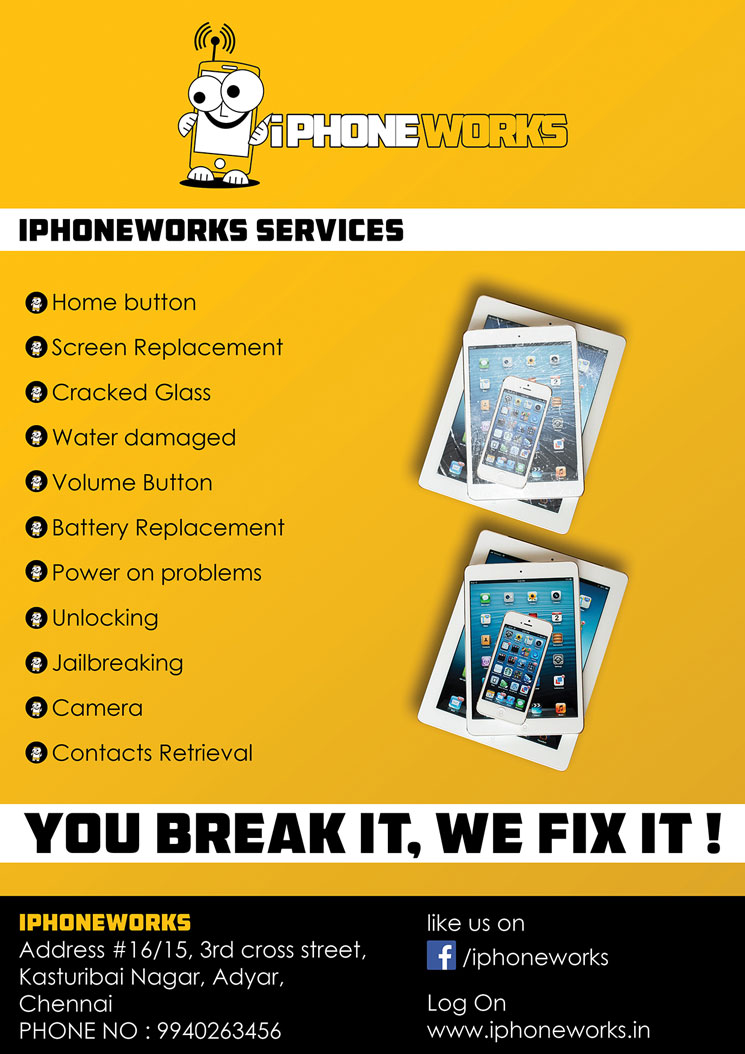 iPHONEWORKS
IPHONEWORKS SERVICES
Home button
Screen Replacement
Cracked Glass
Water damaged
Volume Button
Battery Replacement
Power on problems
Unlocking
Jailbreaking
Camera
Contacts Retrieval
YOU BREAK IT, WE FIX IT !
IPHONEWORKS
Address #16/15, 3rd cross street,
Kasturibai Nagar, Adyar,
Chennai
PHONE NO : 9940263456
like us on
f /iphoneworks
Log On
www.iphoneworks.in